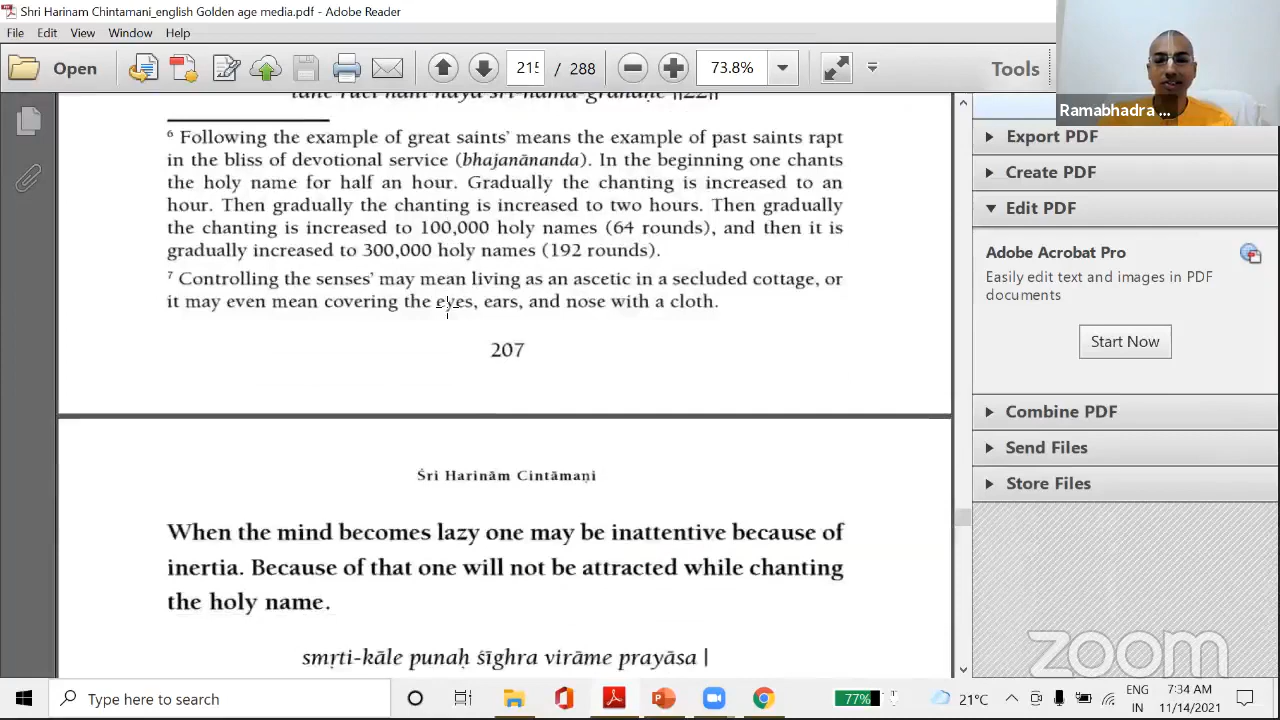 Shri Harinam Chintamani_english Golden age media.pdf - Adobe Reader
File Edit View Window Help
Open 215 / 288 73.8% Tools
Ramabhadra ...
⁶ Following the example of great saints' means the example of past saints rapt
in the bliss of devotional service (bhajanānanda). In the beginning one chants
the holy name for half an hour. Gradually the chanting is increased to an
hour. Then gradually the chanting is increased to two hours. Then gradually
the chanting is increased to 100,000 holy names (64 rounds), and then it is
gradually increased to 300,000 holy names (192 rounds).
⁷ Controlling the senses' may mean living as an ascetic in a secluded cottage, or
it may even mean covering the eyes, ears, and nose with a cloth.
207
Śri Harinām Cintāmaṇi
When the mind becomes lazy one may be inattentive because of
inertia. Because of that one will not be attracted while chanting
the holy name.
smṛti-kāle punaḥ śīghra virāme prayāsa |
Export PDF
Create PDF
Edit PDF
Adobe Acrobat Pro
Easily edit text and images in PDF
documents
Start Now
Combine PDF
Send Files
Store Files
zoom
Type here to search
77%
21°C
ENG
IN
7:34 AM
11/14/2021